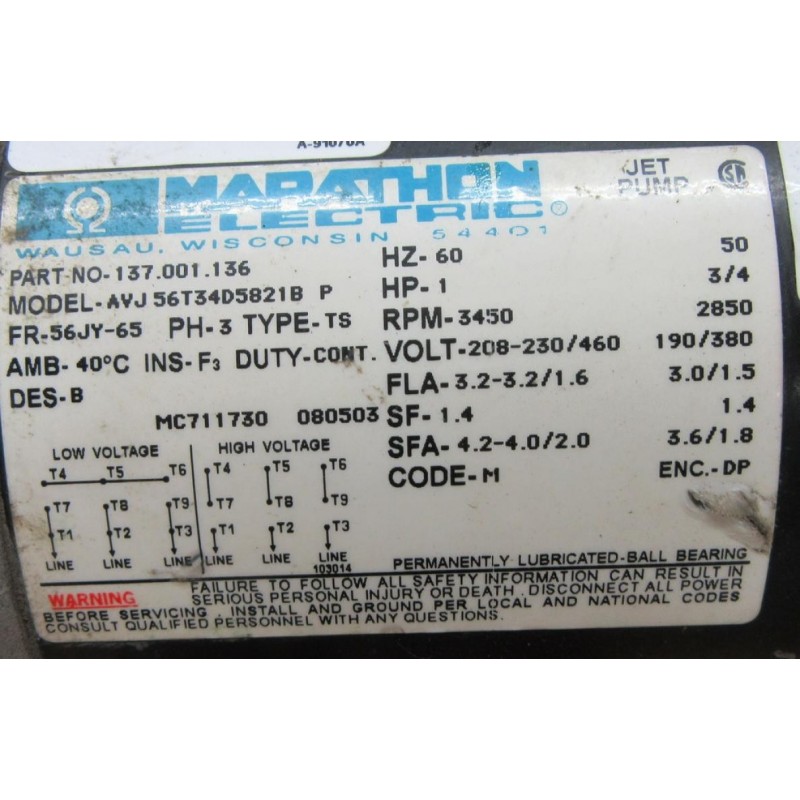 A-91070A
MARATHON
ELECTRIC®
JET
PUMP
SA
WAUSAU, WISCONSIN 54401
PART NO-137.001.136
HZ-60 50
MODEL-AVJ 56T34D5821B P
HP-1 3/4
FR-56JY-65 PH-3 TYPE-TS
RPM-3450 2850
AMB-40°C INS-F3 DUTY-CONT.
VOLT-208-230/460 190/380
DES-B
FLA-3.2-3.2/1.6 3.0/1.5
MC711730 080503
SF-1.4 1.4
SFA-4.2-4.0/2.0 3.6/1.8
CODE-M ENC.-DP
LOW VOLTAGE HIGH VOLTAGE
T4 T5 T6 T4 T5 T6
T7 T8 T9 T7 T8 T9
T1 T2 T3 T1 T2 T3
LINE LINE LINE LINE LINE LINE
103014
PERMANENTLY LUBRICATED-BALL BEARING
WARNING FAILURE TO FOLLOW ALL SAFETY INFORMATION CAN RESULT IN
SERIOUS PERSONAL INJURY OR DEATH. DISCONNECT ALL POWER
BEFORE SERVICING. INSTALL AND GROUND PER LOCAL AND NATIONAL CODES
CONSULT QUALIFIED PERSONNEL WITH ANY QUESTIONS.